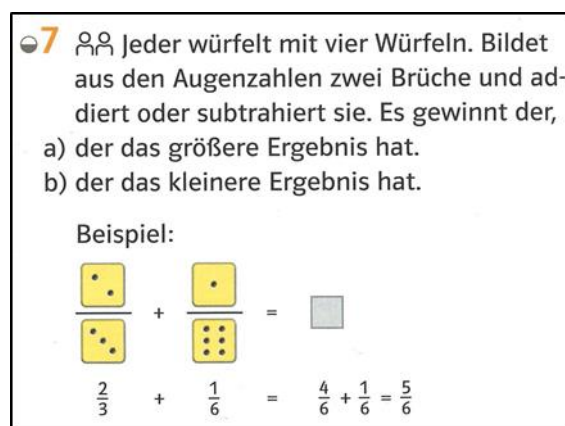 7 Jeder würfelt mit vier Würfeln. Bildet
aus den Augenzahlen zwei Brüche und ad-
diert oder subtrahiert sie. Es gewinnt der,
a) der das größere Ergebnis hat.
b) der das kleinere Ergebnis hat.
Beispiel:
+ =
2/3 + 1/6 = 4/6 + 1/6 = 5/6